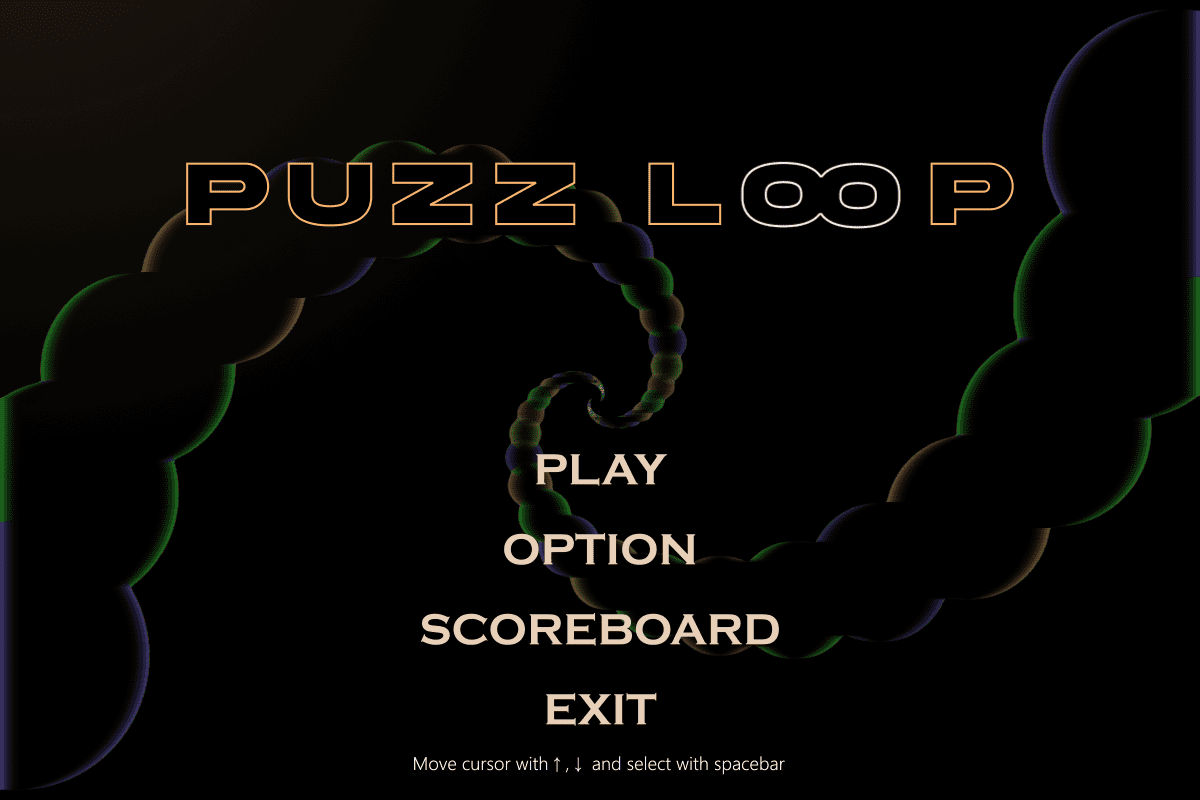 PUZZ LOOP
PLAY
OPTION
SCOREBOARD
EXIT
Move cursor with ↑ , ↓ and select with spacebar